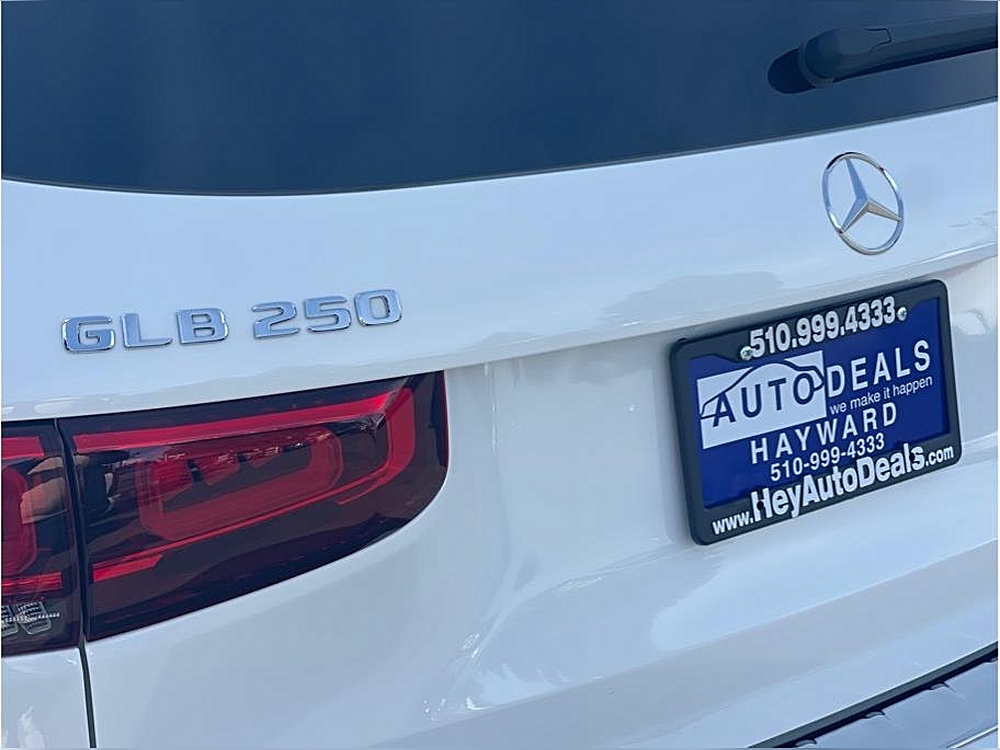 GLB 250
510.999.4333
AUTO DEALS
we make it happen
HAYWARD
510-999-4333
www.HeyAutoDeals.com